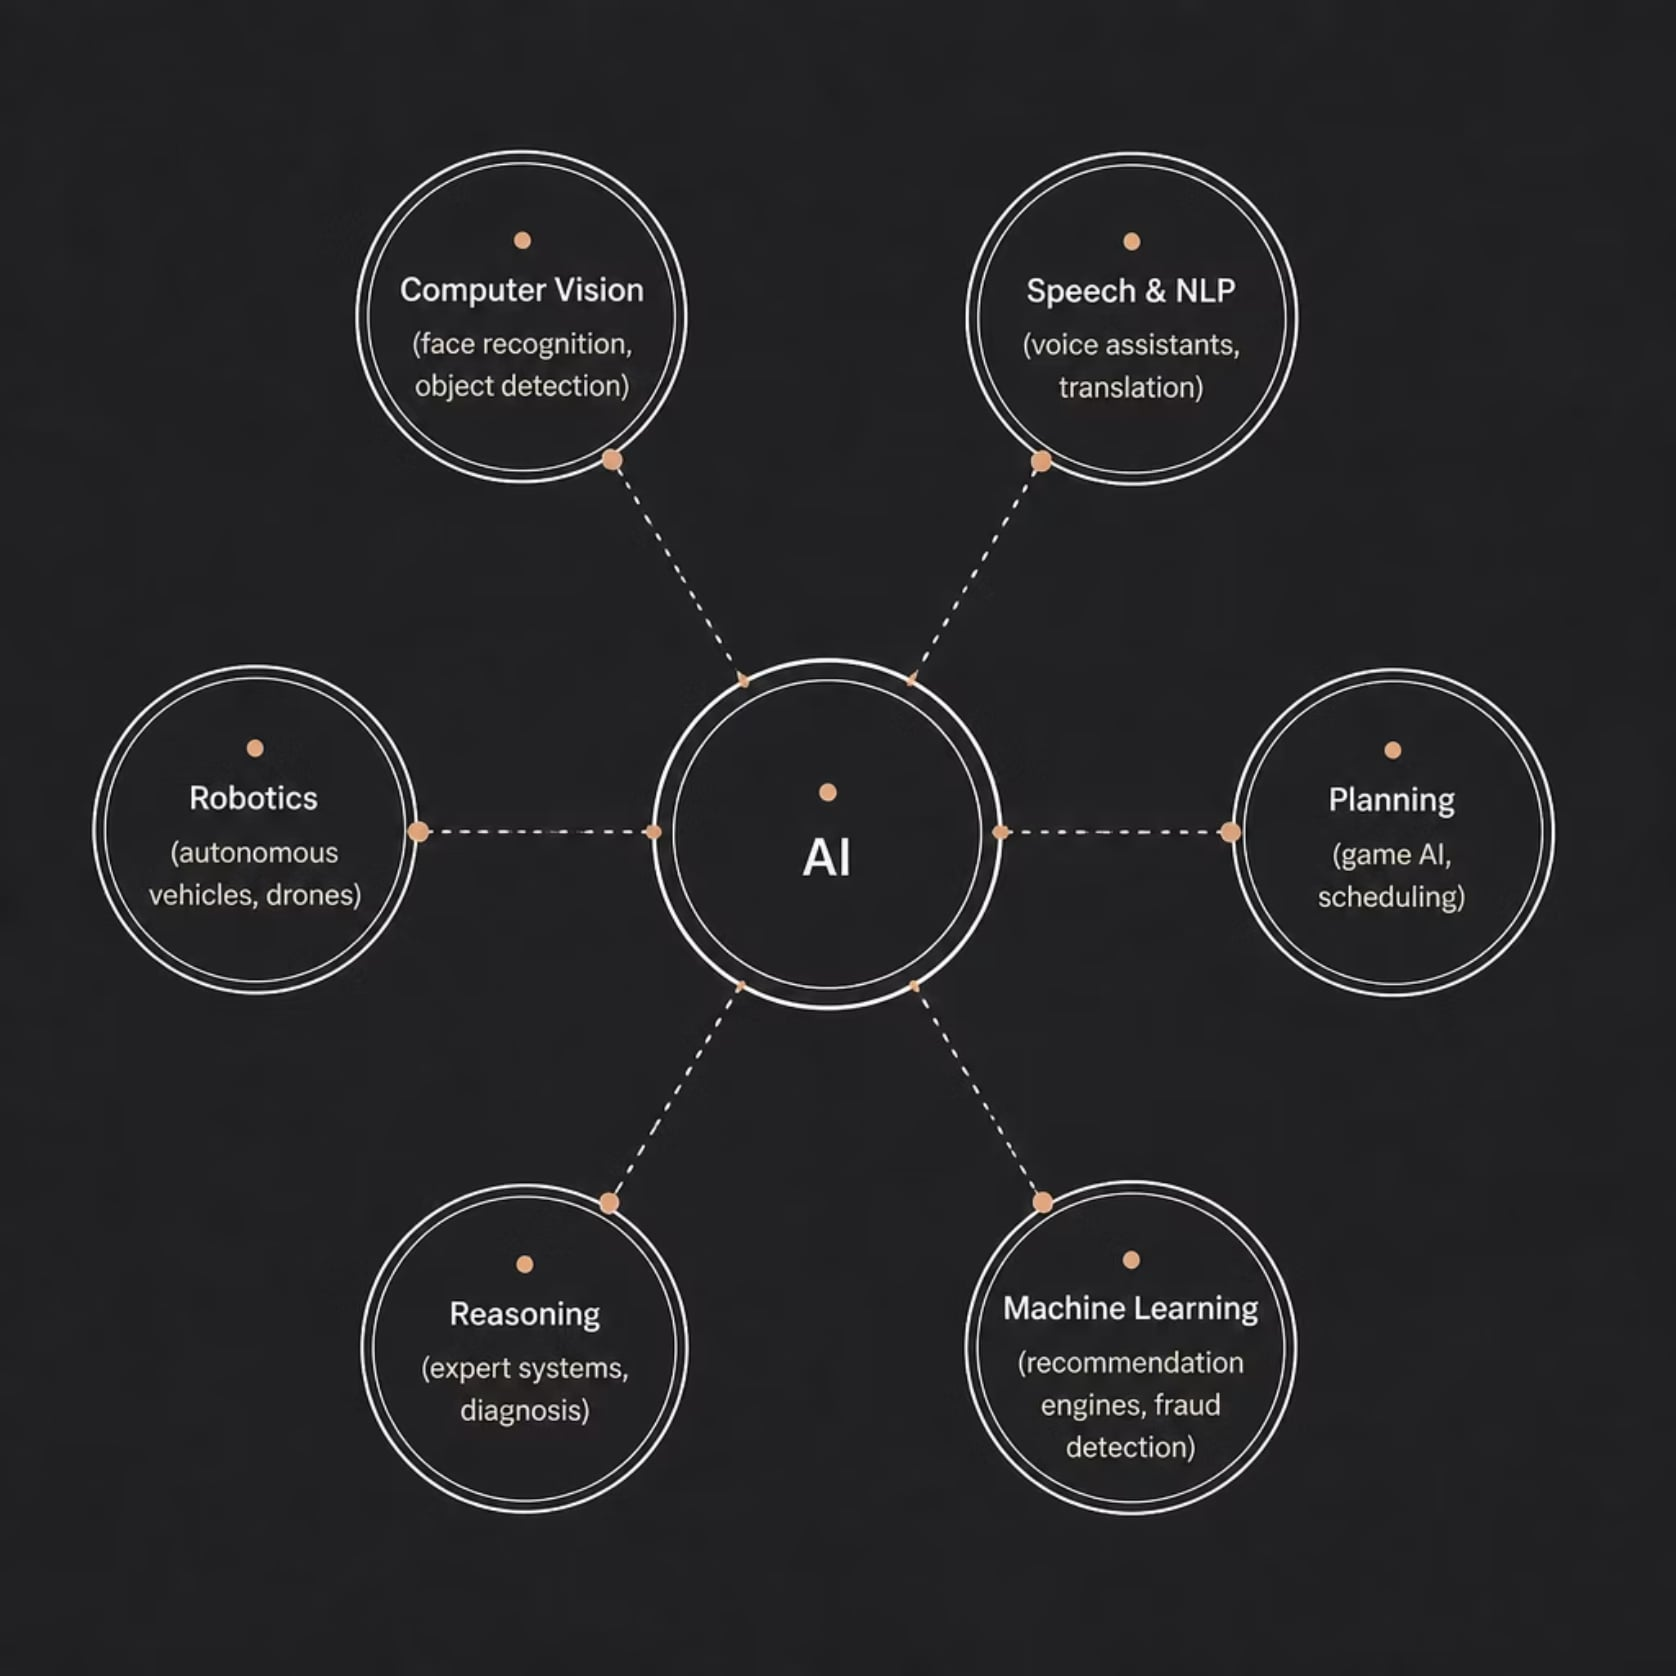 Computer Vision
(face recognition,
object detection)
Speech & NLP
(voice assistants,
translation)
Robotics
(autonomous
vehicles, drones)
AI
Planning
(game AI,
scheduling)
Reasoning
(expert systems,
diagnosis)
Machine Learning
(recommendation
engines, fraud
detection)